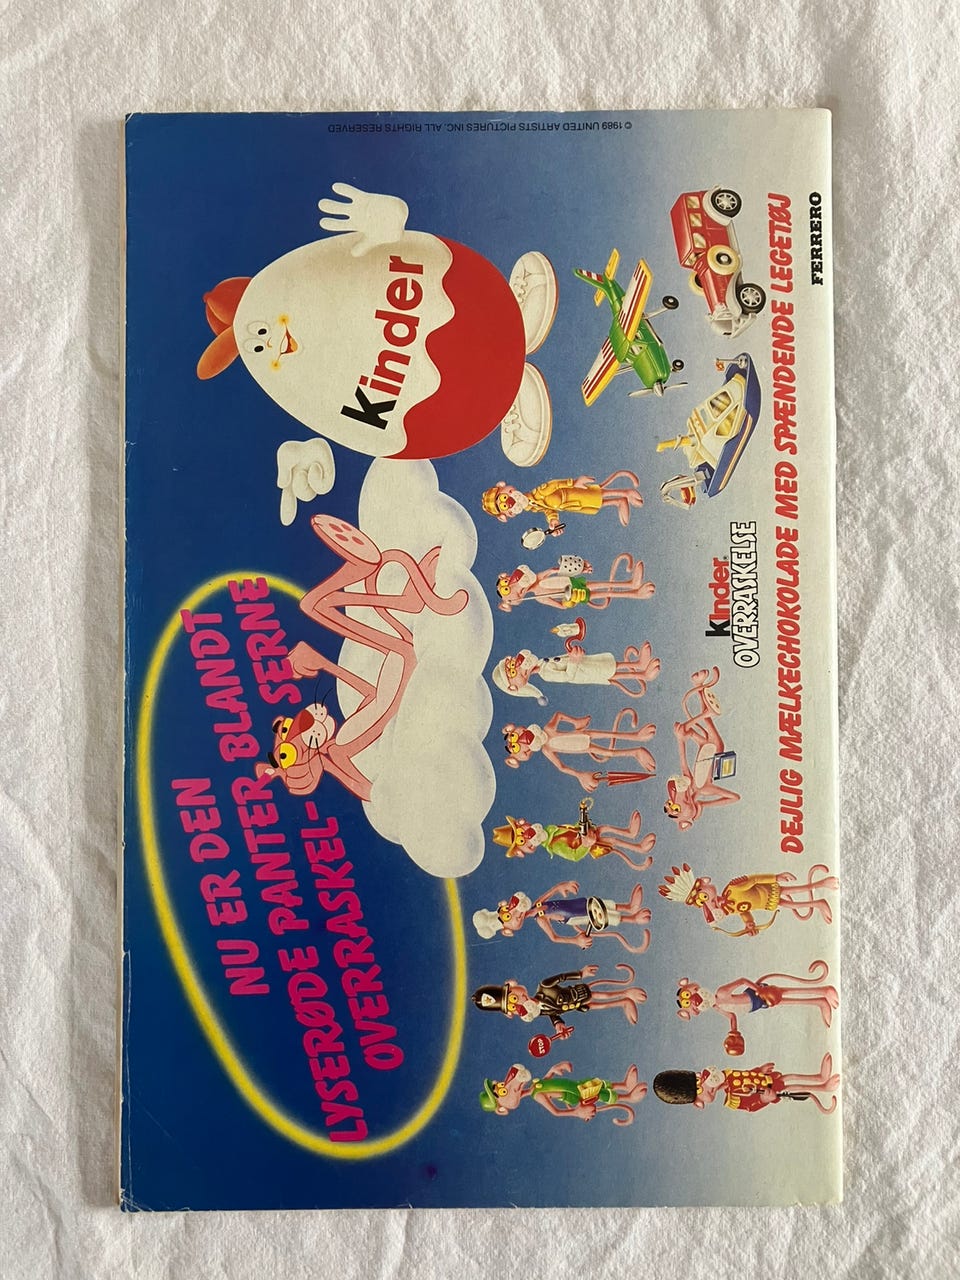 © 1989 UNITED ARTISTS PICTURES INC. ALL RIGHTS RESERVED
NU ER DEN
LYSERØDE PANTER BLANDT
OVERRASKEL-SERNE
Kinder
STOP
Kinder
OVERRASKELSE
DEJLIG MÆLKECHOKOLADE MED SPÆNDENDE LEGETØJ
FERRERO